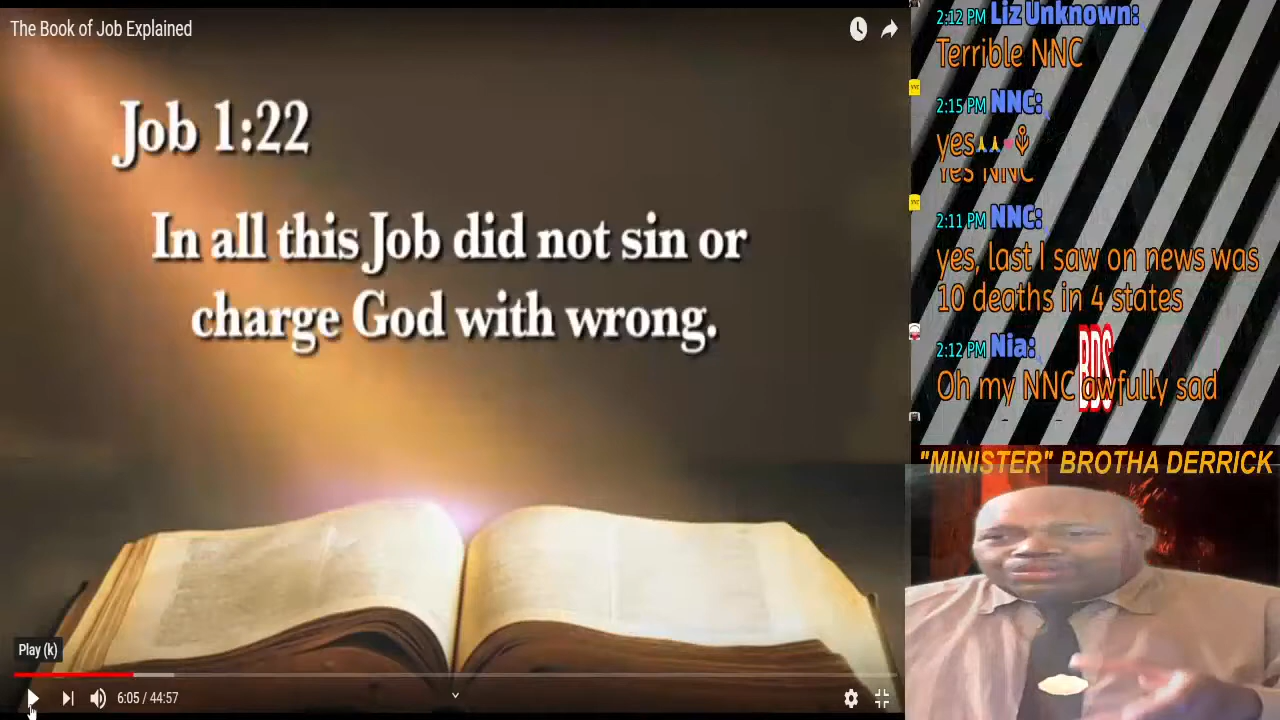 The Book of Job Explained
Job 1:22
In all this Job did not sin or
charge God with wrong.
Play (k)
6:05 / 44:57
2:12 PM Liz Unknown:
Terrible NNC
2:15 PM NNC:
yes🙏🙏
Yes NNC
2:11 PM NNC:
yes, last I saw on news was
10 deaths in 4 states
2:12 PM Nia:
Oh my NNC awfully sad
BDS
"MINISTER" BROTHA DERRICK